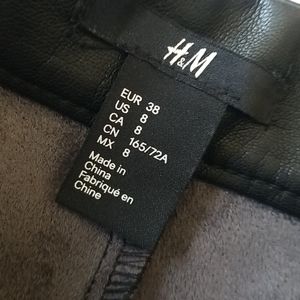 H&M
EUR 38
US 8
CA 8
CN 165/72A
MX 8
Made in
China
Fabriqué en
Chine